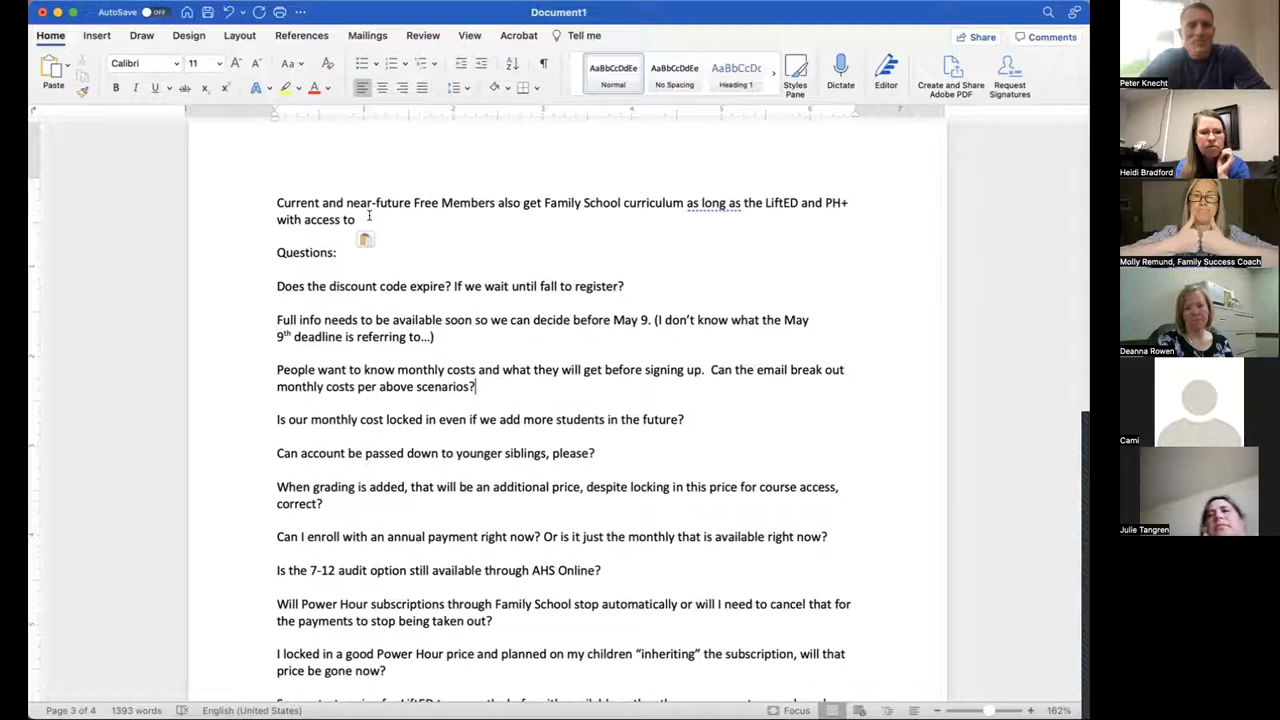 AutoSave OFF
Document1
Home Insert Draw Design Layout References Mailings Review View Acrobat Tell me
Share Comments
Paste
Calibri 11
AaBbCcDdEe AaBbCcDdEe AaBbCcDc
Normal No Spacing Heading 1
Styles Pane
Dictate
Editor
Create and Share Adobe PDF
Request Signatures
Current and near-future Free Members also get Family School curriculum as long as the LiftED and PH+
with access to
Questions:
Does the discount code expire? If we wait until fall to register?
Full info needs to be available soon so we can decide before May 9. (I don’t know what the May
9th deadline is referring to…)
People want to know monthly costs and what they will get before signing up. Can the email break out
monthly costs per above scenarios?
Is our monthly cost locked in even if we add more students in the future?
Can account be passed down to younger siblings, please?
When grading is added, that will be an additional price, despite locking in this price for course access,
correct?
Can I enroll with an annual payment right now? Or is it just the monthly that is available right now?
Is the 7-12 audit option still available through AHS Online?
Will Power Hour subscriptions through Family School stop automatically or will I need to cancel that for
the payments to stop being taken out?
I locked in a good Power Hour price and planned on my children “inheriting” the subscription, will that
price be gone now?
Page 3 of 4 1393 words English (United States) Focus 162%
Peter Knecht
Heidi Bradford
Molly Remund, Family Success Coach
Deanna Rowen
Cami
Julie Tangren